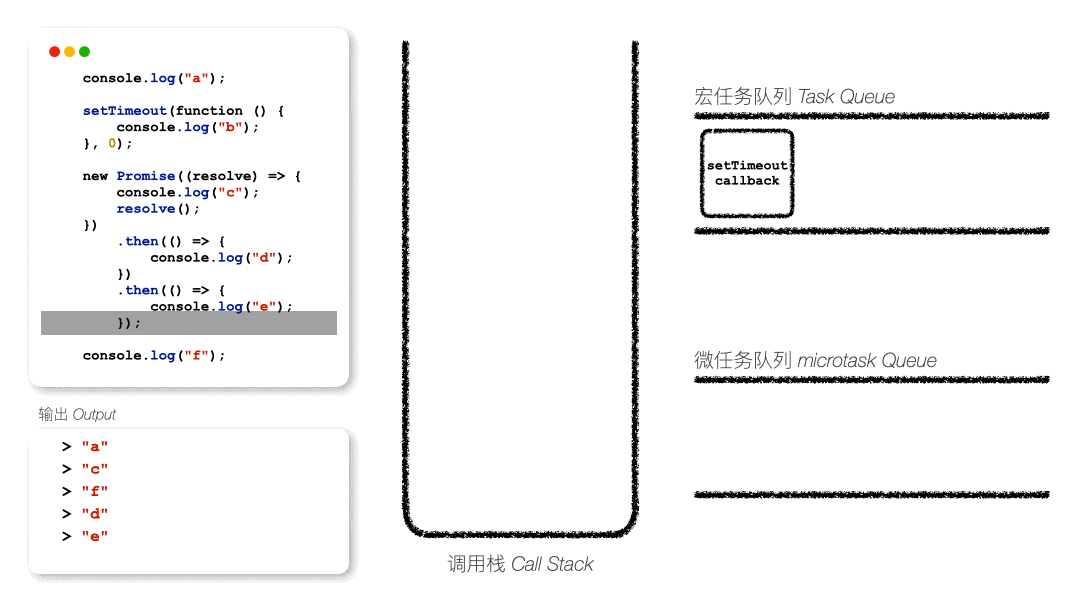 console.log("a");
setTimeout(function () {
console.log("b");
}, 0);
new Promise((resolve) => {
console.log("c");
resolve();
})
.then(() => {
console.log("d");
})
.then(() => {
console.log("e");
});
console.log("f");
输出 Output
> "a"
> "c"
> "f"
> "d"
> "e"
调用栈 Call Stack
宏任务队列 Task Queue
setTimeout
callback
微任务队列 microtask Queue